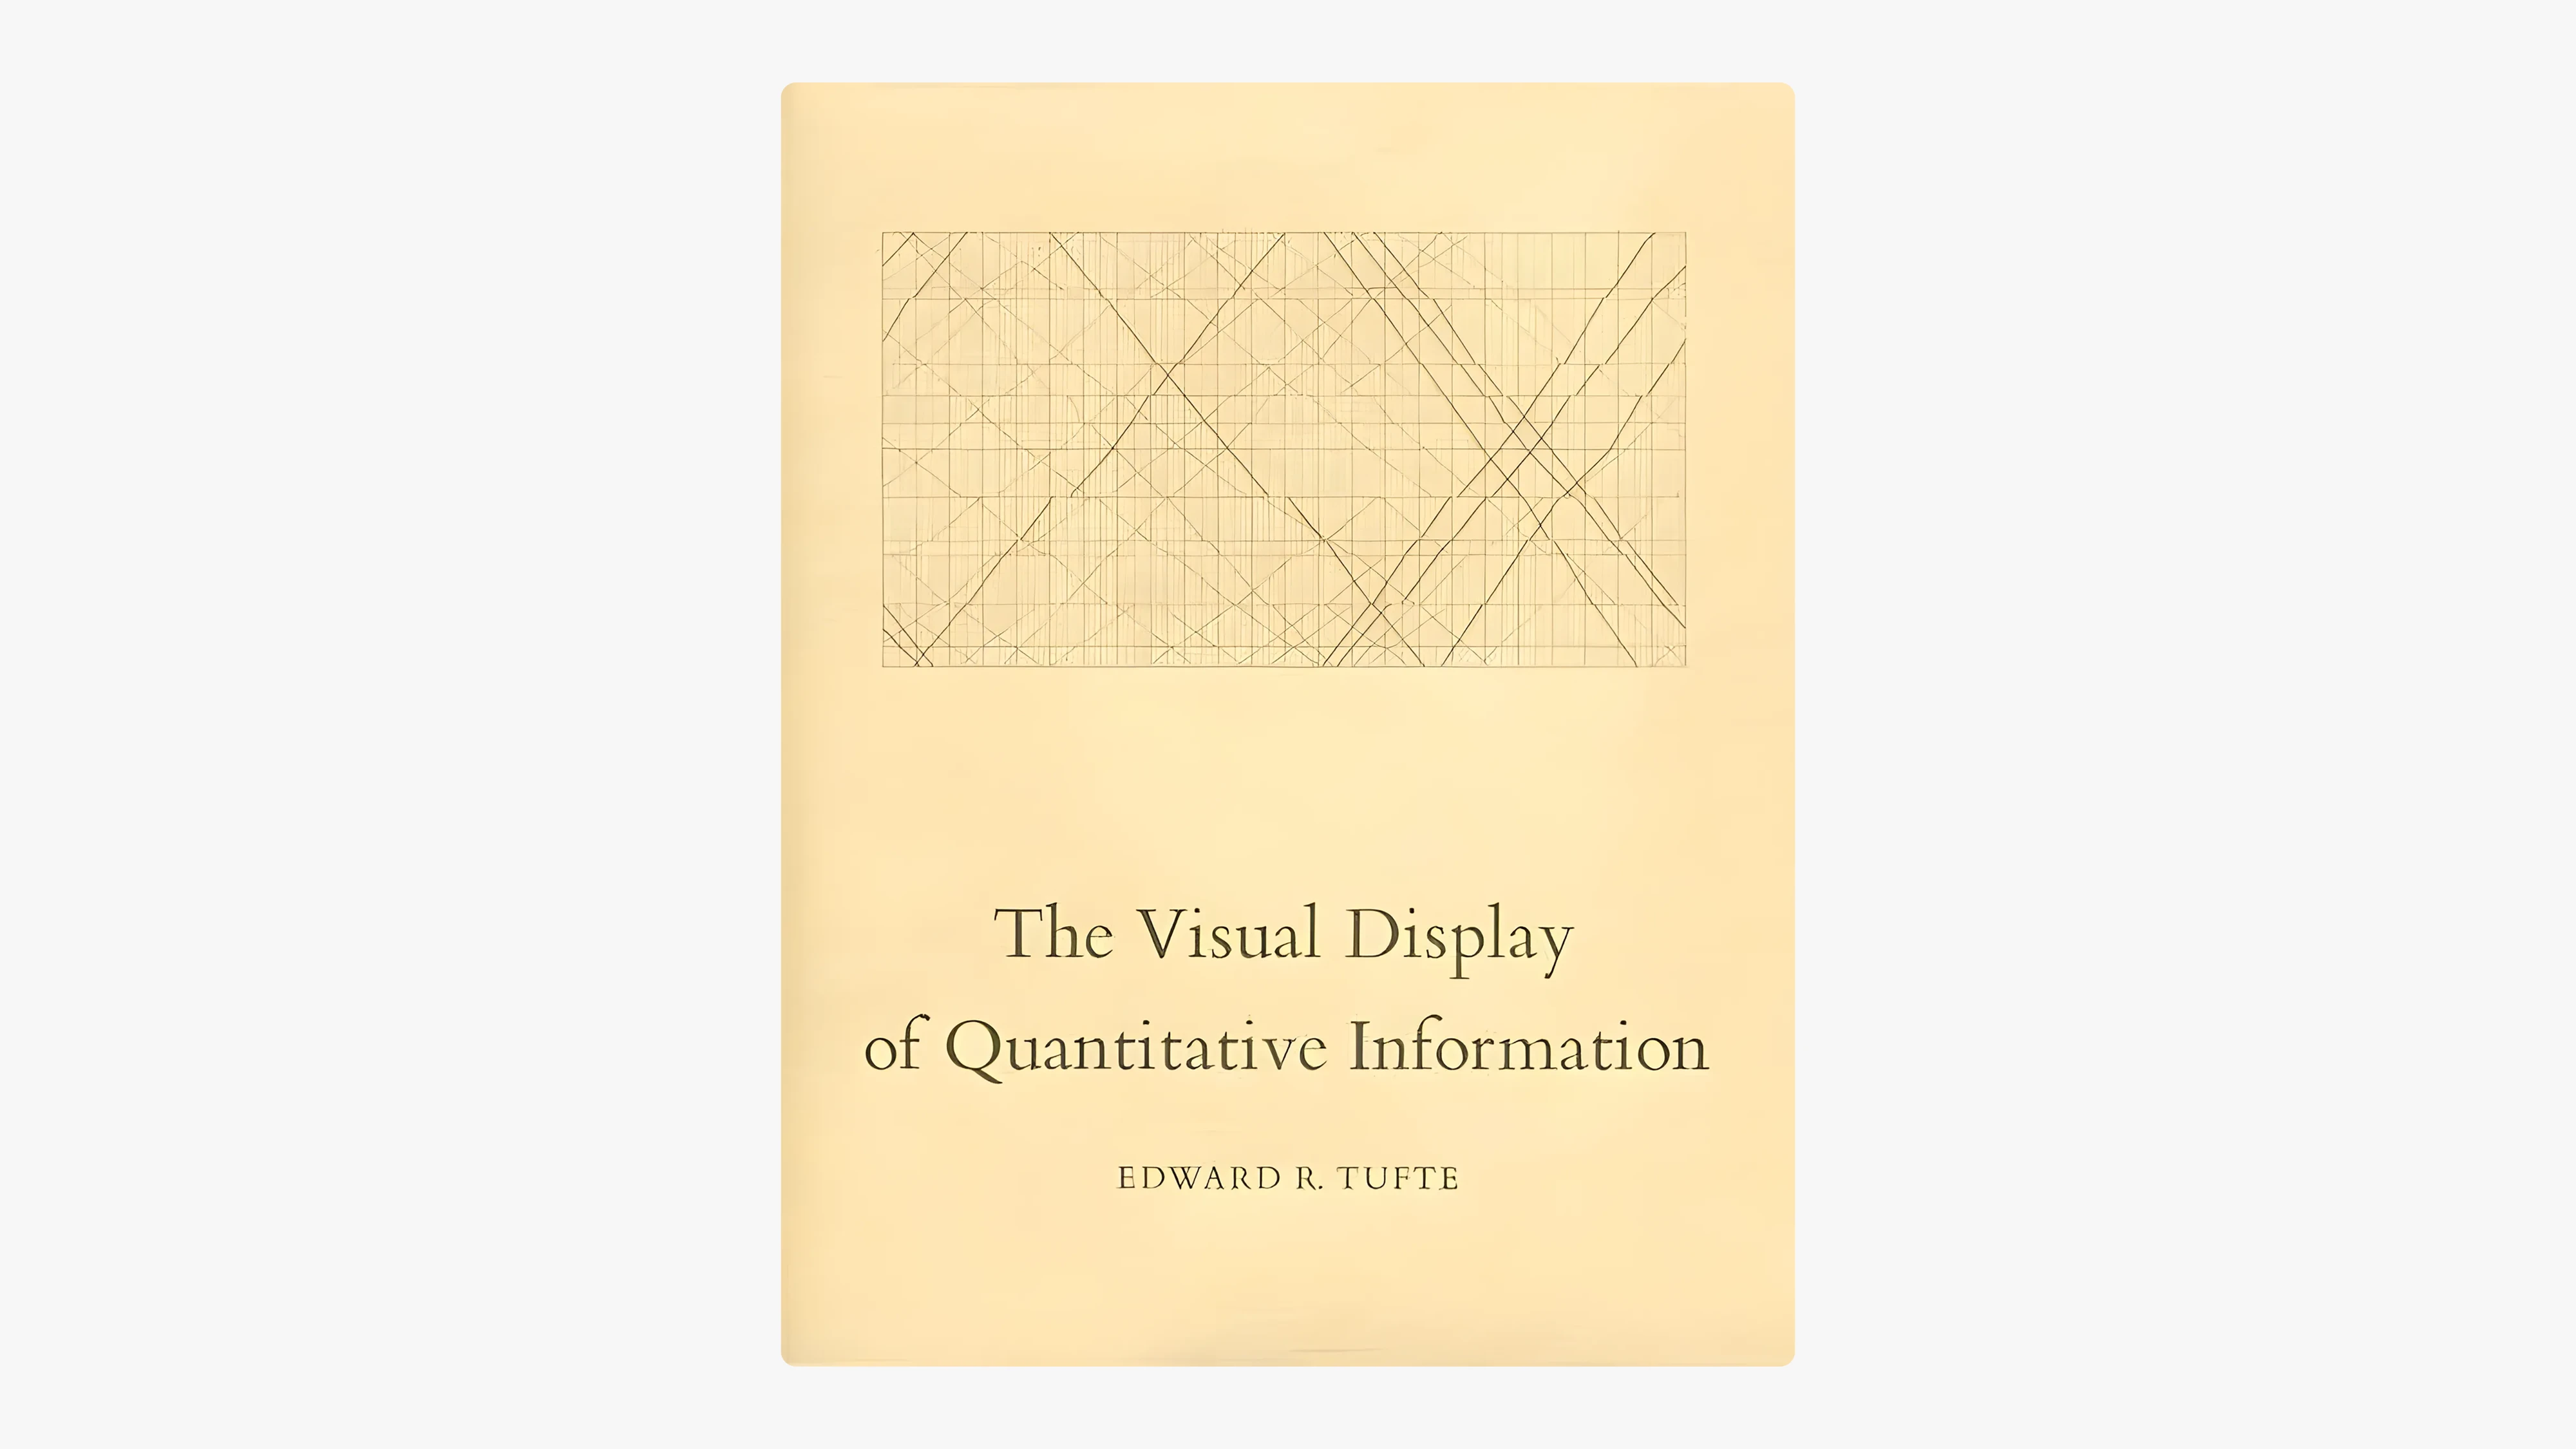 The Visual Display
of Quantitative Information
EDWARD R. TUFTE